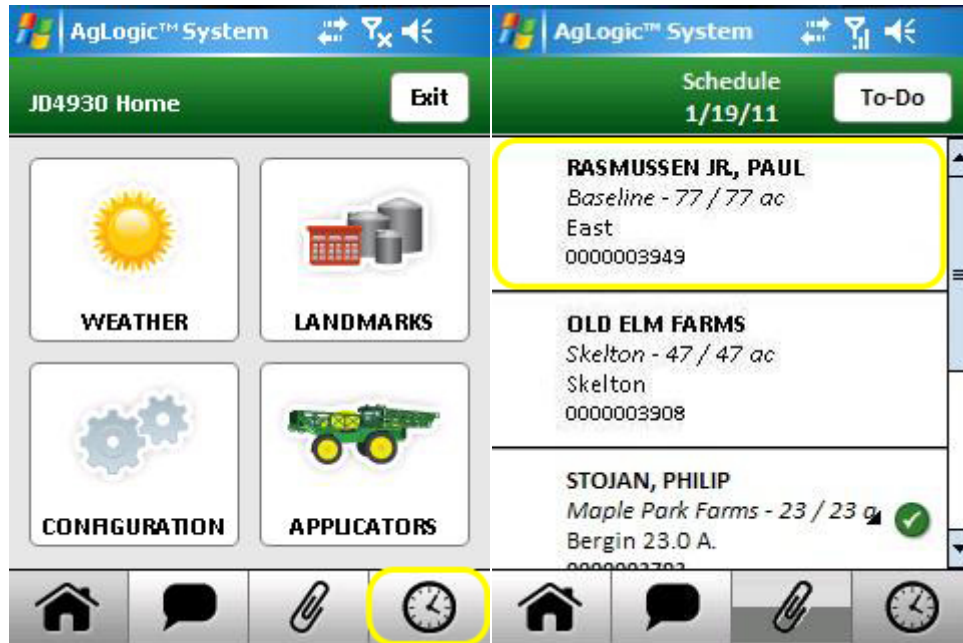 AgLogic™ System
JD4930 Home
Exit
WEATHER
LANDMARKS
CONFIGURATION
APPLICATORS
AgLogic™ System
Schedule
1/19/11
To-Do
RASMUSSEN JR., PAUL
Baseline - 77 / 77 ac
East
0000003949
OLD ELM FARMS
Skelton - 47 / 47 ac
Skelton
0000003908
STOJAN, PHILIP
Maple Park Farms - 23 / 23 a
Bergin 23.0 A.